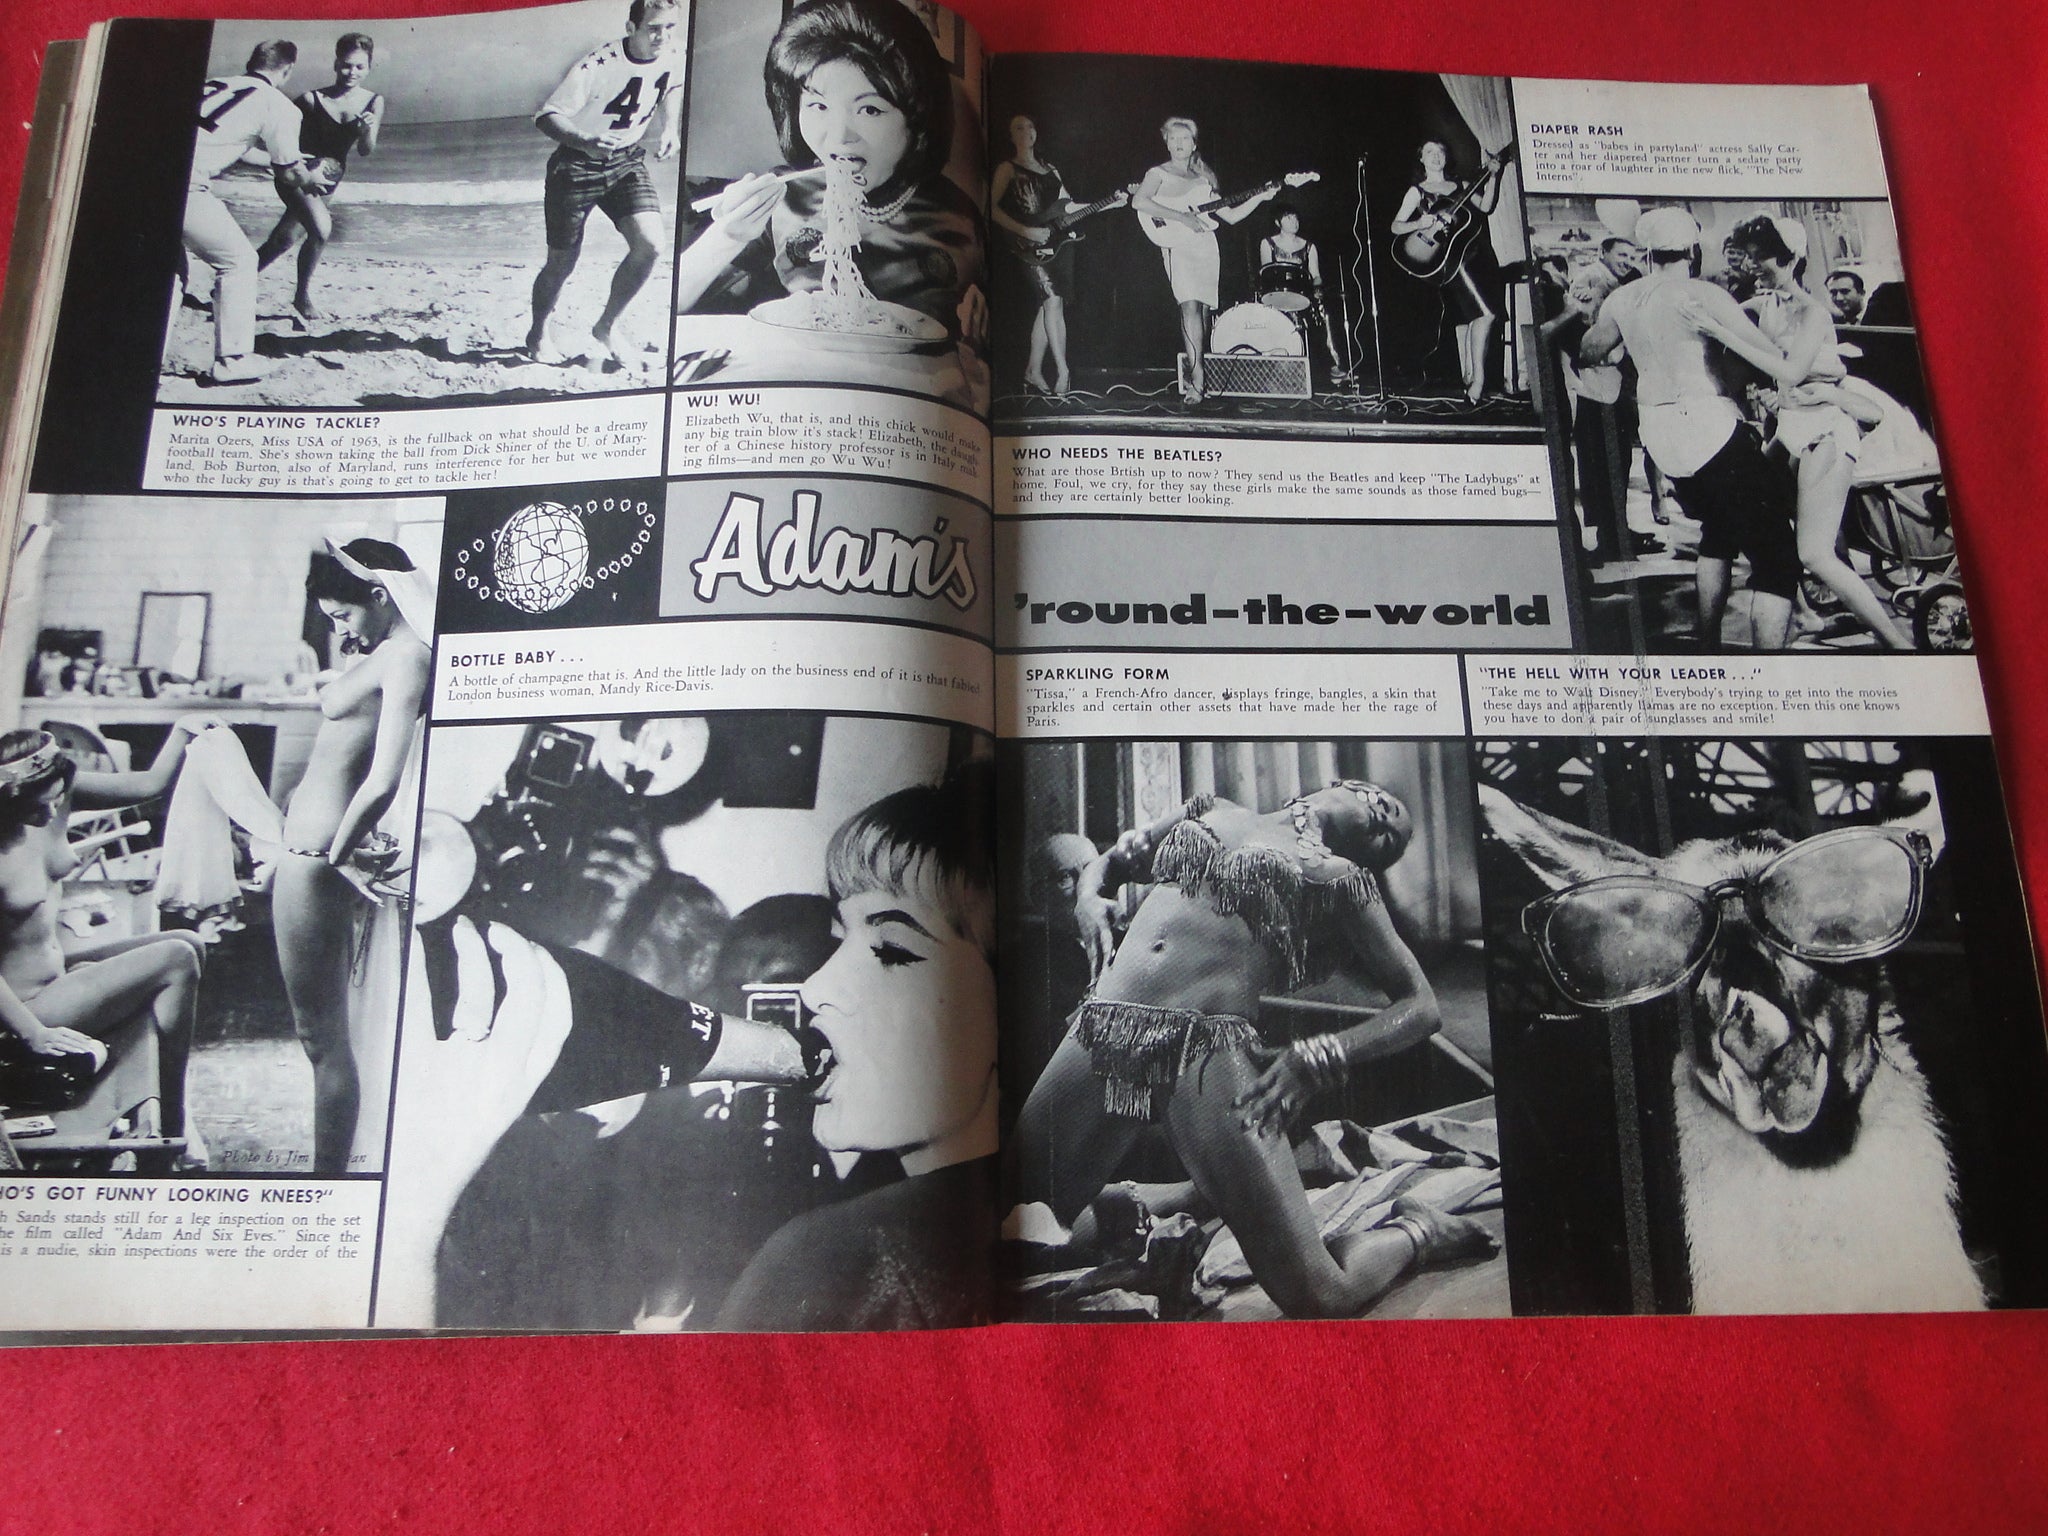 21
41
WHO'S PLAYING TACKLE?
Marita Ozers, Miss USA of 1963, is the fullback on what should be a dreamy
football team. She's shown taking the ball from Dick Shiner of the U. of Mary-
land. Bob Burton, also of Maryland, runs interference for her but we wonder
who the lucky guy is that's going to get to tackle her!
WU! WU!
Elizabeth Wu, that is, and this chick would make
any big train blow it's stack! Elizabeth, the daugh-
ter of a Chinese history professor is in Italy mak
ing films—and men go Wu Wu!
WHO NEEDS THE BEATLES?
What are those Brtish up to now? They send us the Beatles and keep "The Ladybugs" at
home. Foul, we cry, for they say these girls make the same sounds as those famed bugs—
and they are certainly better looking.
DIAPER RASH
Dressed as "babes in partyland" actress Sally Car-
ter and her diapered partner turn a sedate party
into a roar of laughter in the new flick, "The New
Interns".
Adam's
'round-the-world
BOTTLE BABY...
A bottle of champagne that is. And the little lady on the business end of it is that fabled
London business woman, Mandy Rice-Davis.
SPARKLING FORM
"Tissa," a French-Afro dancer, displays fringe, bangles, a skin that
sparkles and certain other assets that have made her the rage of
Paris.
"THE HELL WITH YOUR LEADER..."
"Take me to Walt Disney." Everybody's trying to get into the movies
these days and apparently llamas are no exception. Even this one knows
you have to don a pair of sunglasses and smile!
ET
Photo by Jim
HO'S GOT FUNNY LOOKING KNEES?"
h Sands stands still for a leg inspection on the set
he film called "Adam And Six Eves." Since the
is a nudie, skin inspections were the order of the